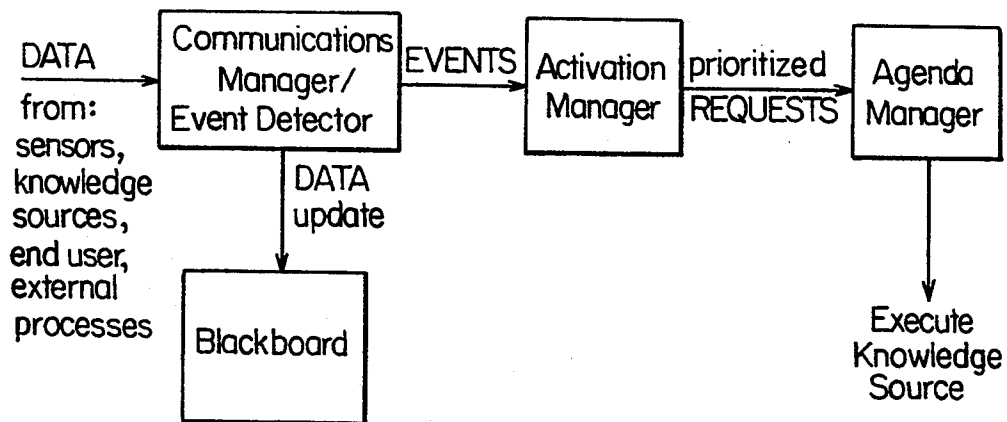 DATA
from:
sensors,
knowledge
sources,
end user,
external
processes
Communications
Manager/
Event Detector
EVENTS
Activation
Manager
prioritized
REQUESTS
Agenda
Manager
DATA
update
Blackboard
Execute
Knowledge
Source